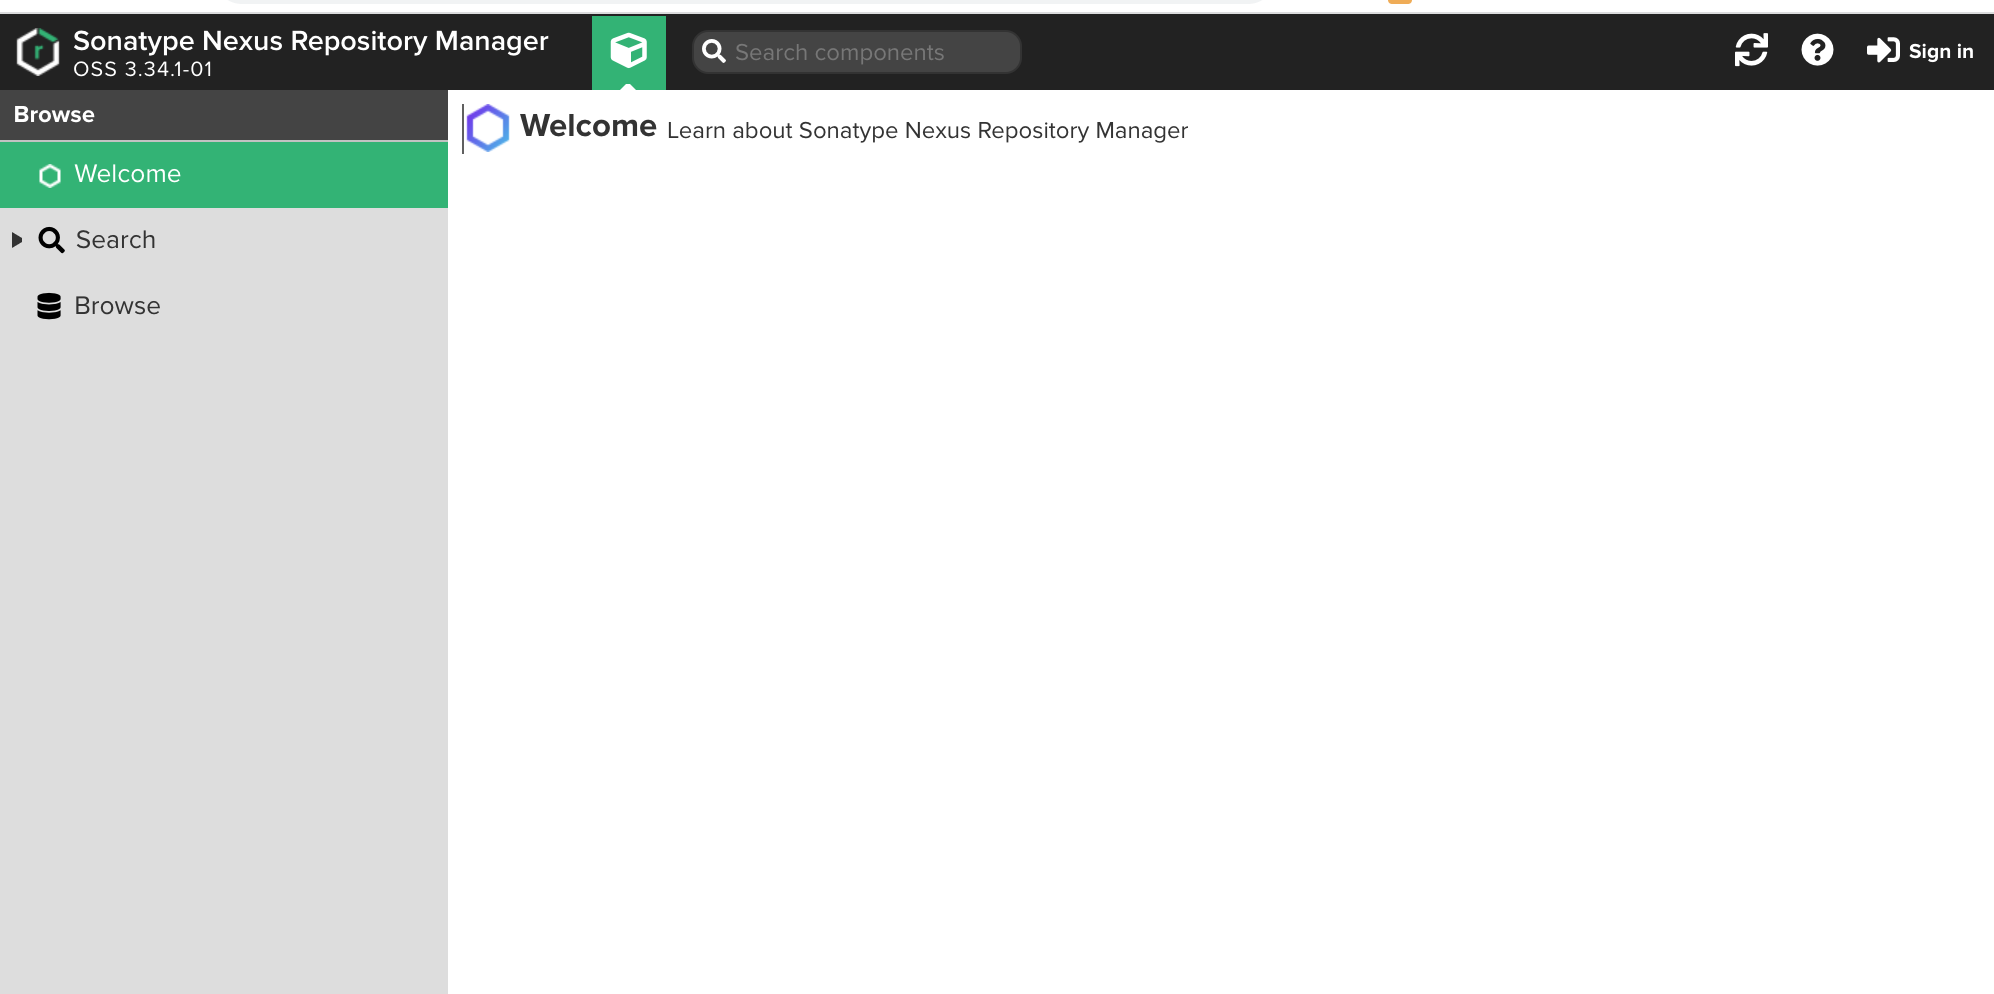 Sonatype Nexus Repository Manager
OSS 3.34.1-01
Search components
Sign in
Browse
Welcome
Search
Browse
Welcome Learn about Sonatype Nexus Repository Manager